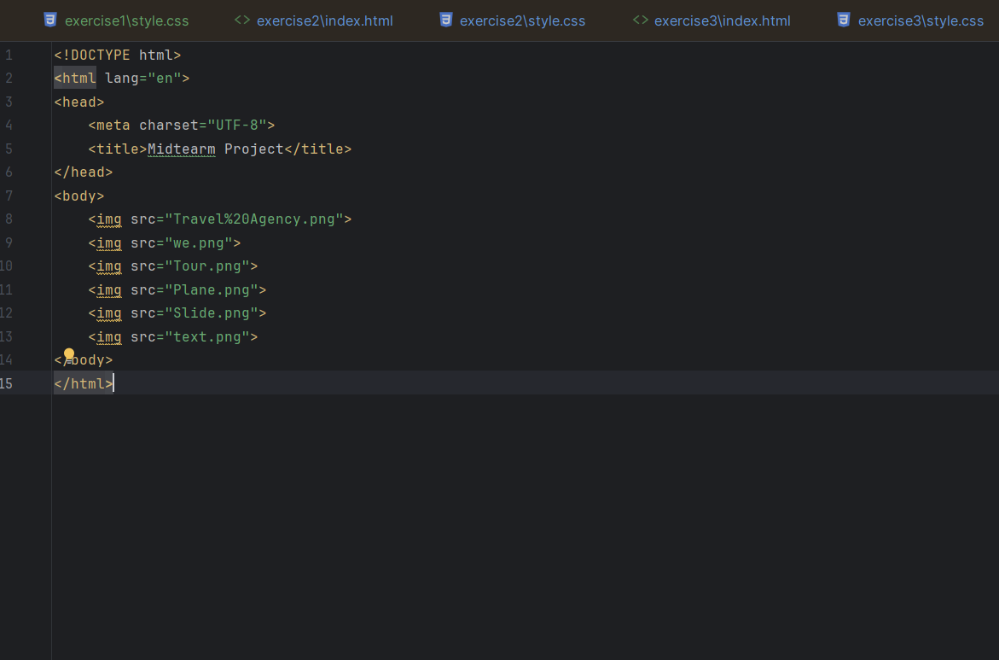 exercise1\style.css <> exercise2\index.html exercise2\style.css <> exercise3\index.html exercise3\style.css
1 <!DOCTYPE html>
2 <html lang="en">
3 <head>
4     <meta charset="UTF-8">
5     <title>Midtearm Project</title>
6 </head>
7 <body>
8     <img src="Travel%20Agency.png">
9     <img src="we.png">
10     <img src="Tour.png">
11     <img src="Plane.png">
12     <img src="Slide.png">
13     <img src="text.png">
14 </body>
15 </html>